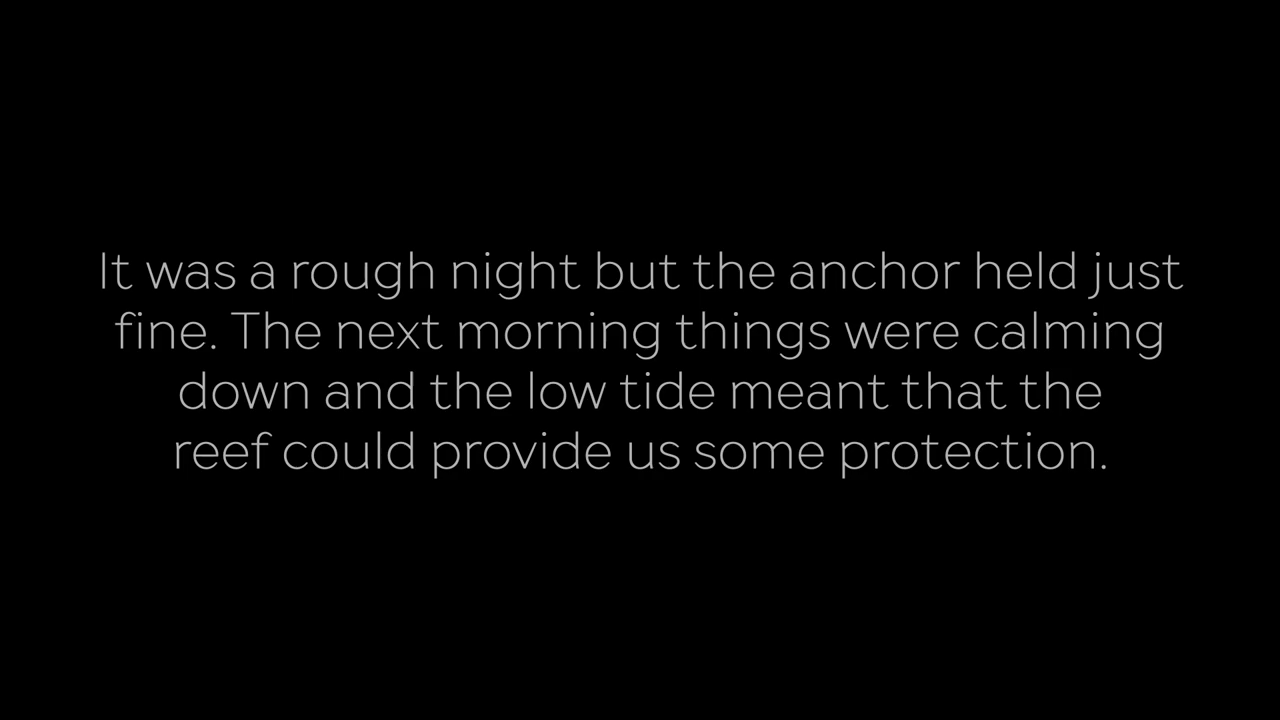 It was a rough night but the anchor held just
fine. The next morning things were calming
down and the low tide meant that the
reef could provide us some protection.